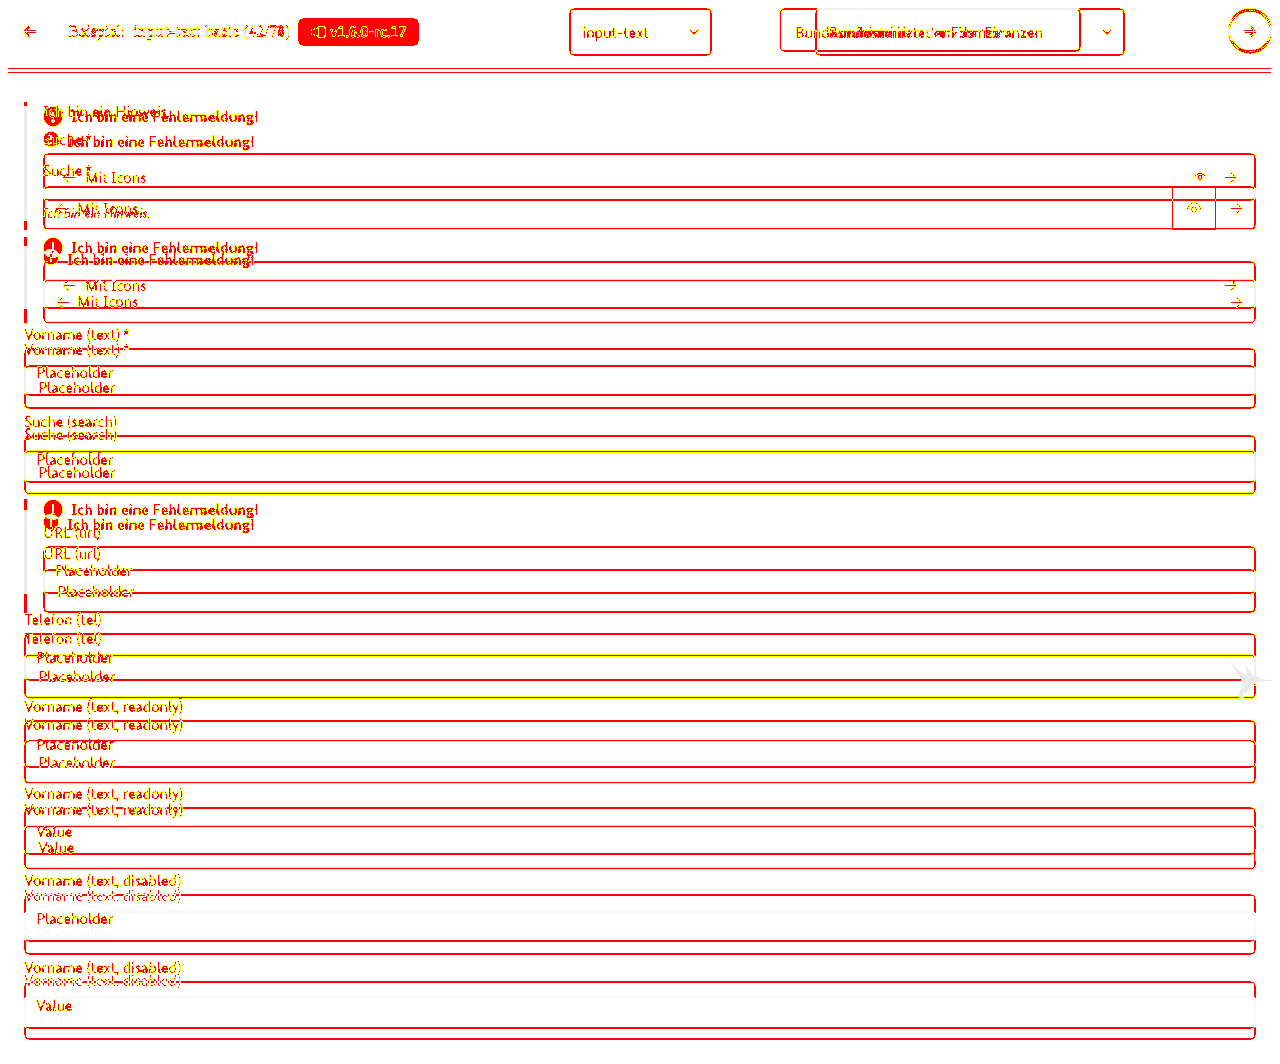 Beispiel: input-text basic (42/78) v1.6.0-rc.17 input-text
Ich bin ein Hinweis.
Ich bin eine Fehlermeldung!
Suche *
Ich bin eine Fehlermeldung!
Suche *
Mit Icons
Mit Icons
Ich bin ein Hinweis.
Ich bin eine Fehlermeldung!
Ich bin eine Fehlermeldung!
Mit Icons
Mit Icons
Vorname (text) *
Vorname (text) *
Placeholder
Placeholder
Suche (search)
Suche (search)
Placeholder
Placeholder
Ich bin eine Fehlermeldung!
Ich bin eine Fehlermeldung!
URL (url)
URL (url)
Placeholder
Placeholder
Telefon (tel)
Telefon (tel)
Placeholder
Placeholder
Vorname (text, readonly)
Vorname (text, readonly)
Placeholder
Placeholder
Vorname (text, readonly)
Vorname (text, readonly)
Value
Value
Vorname (text, disabled)
Vorname (text, disabled)
Placeholder
Vorname (text, disabled)
Vorname (text, disabled)
Value